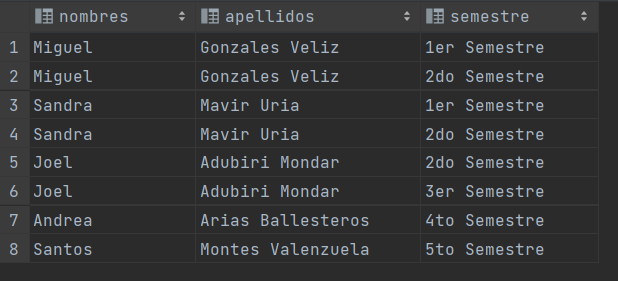 nombres apellidos semestre
1 Miguel Gonzales Veliz 1er Semestre
2 Miguel Gonzales Veliz 2do Semestre
3 Sandra Mavir Uria 1er Semestre
4 Sandra Mavir Uria 2do Semestre
5 Joel Adubiri Mondar 2do Semestre
6 Joel Adubiri Mondar 3er Semestre
7 Andrea Arias Ballesteros 4to Semestre
8 Santos Montes Valenzuela 5to Semestre